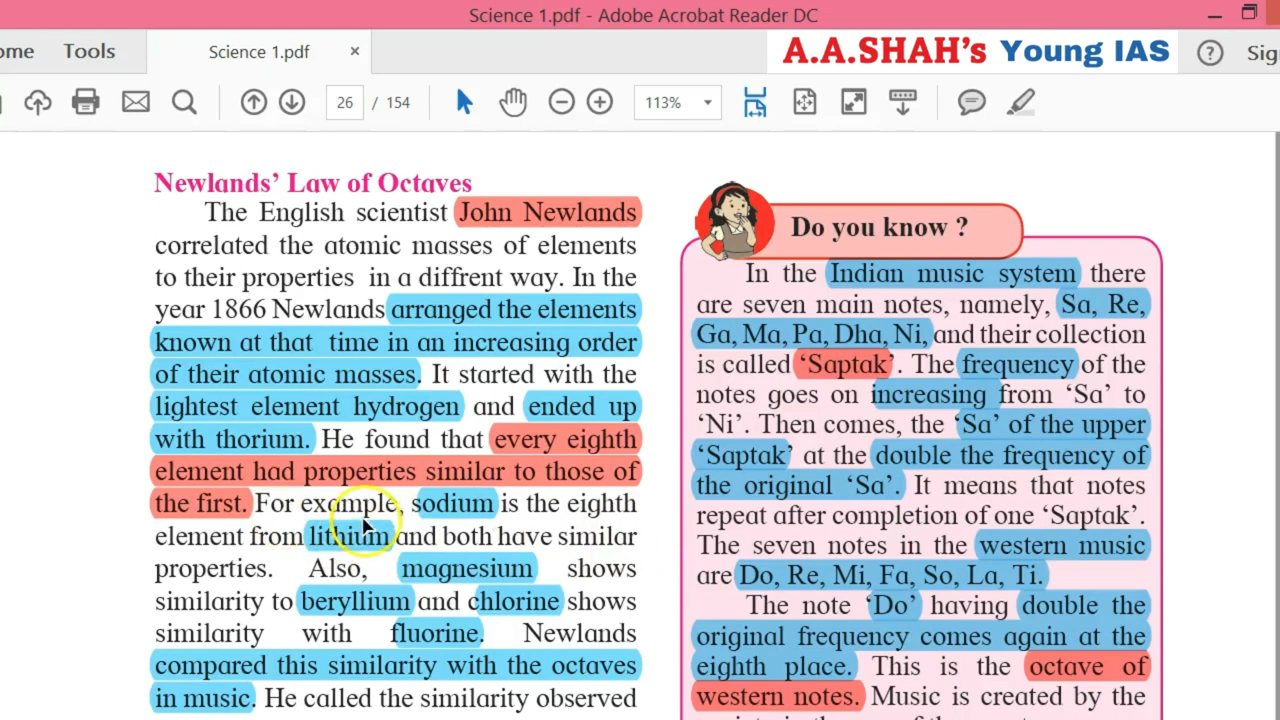 Science 1.pdf - Adobe Acrobat Reader DC
ome Tools Science 1.pdf ×
A.A.SHAH's Young IAS
? Sig
26 / 154 113%
Newlands' Law of Octaves
The English scientist John Newlands
correlated the atomic masses of elements
to their properties in a diffrent way. In the
year 1866 Newlands arranged the elements
known at that time in an increasing order
of their atomic masses. It started with the
lightest element hydrogen and ended up
with thorium. He found that every eighth
element had properties similar to those of
the first. For example, sodium is the eighth
element from lithium and both have similar
properties. Also, magnesium shows
similarity to beryllium and chlorine shows
similarity with fluorine. Newlands
compared this similarity with the octaves
in music. He called the similarity observed
Do you know ?
In the Indian music system there
are seven main notes, namely, Sa, Re,
Ga, Ma, Pa, Dha, Ni, and their collection
is called 'Saptak'. The frequency of the
notes goes on increasing from 'Sa' to
'Ni'. Then comes, the 'Sa' of the upper
'Saptak' at the double the frequency of
the original 'Sa'. It means that notes
repeat after completion of one 'Saptak'.
The seven notes in the western music
are Do, Re, Mi, Fa, So, La, Ti.
The note 'Do' having double the
original frequency comes again at the
eighth place. This is the octave of
western notes. Music is created by the